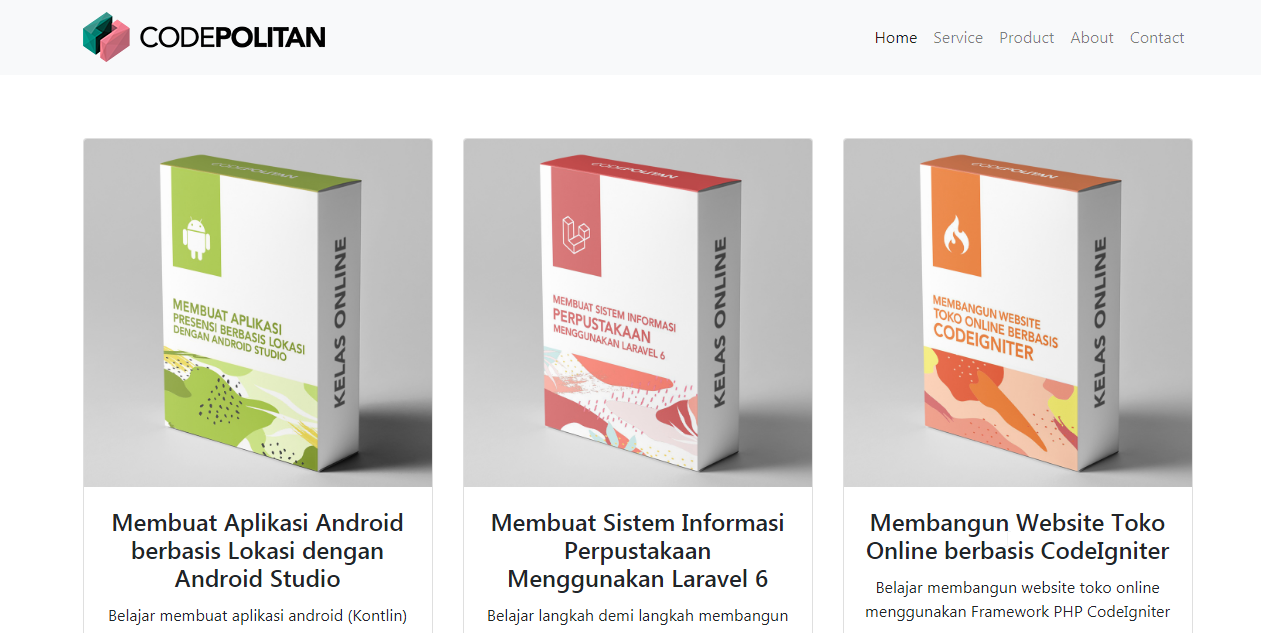 CODEPOLITAN
Home Service Product About Contact
CODEPOLITAN
MEMBUAT APLIKASI
PRESENSI BERBASIS LOKASI
DENGAN ANDROID STUDIO
KELAS ONLINE
CODEPOLITAN
MEMBUAT SISTEM INFORMASI
PERPUSTAKAAN
MENGGUNAKAN LARAVEL 6
KELAS ONLINE
CODEPOLITAN
MEMBANGUN WEBSITE
TOKO ONLINE BERBASIS
CODEIGNITER
KELAS ONLINE
Membuat Aplikasi Android
berbasis Lokasi dengan
Android Studio
Belajar membuat aplikasi android (Kontlin)
Membuat Sistem Informasi
Perpustakaan
Menggunakan Laravel 6
Belajar langkah demi langkah membangun
Membangun Website Toko
Online berbasis CodeIgniter
Belajar membangun website toko online
menggunakan Framework PHP CodeIgniter